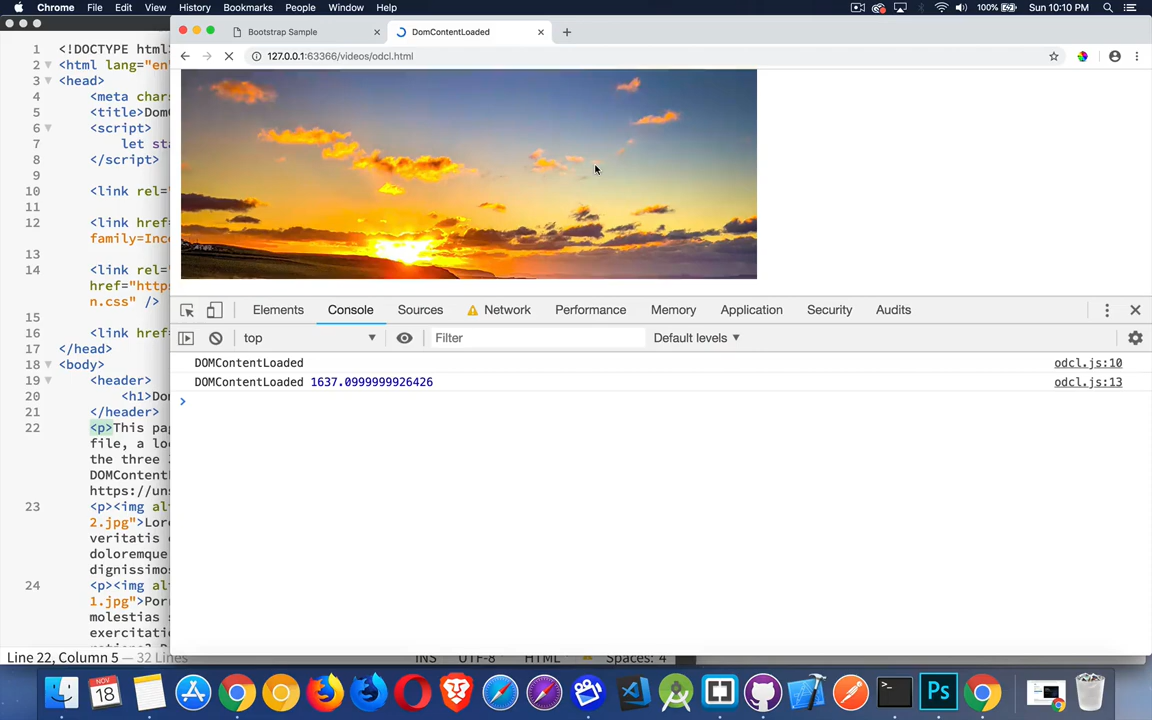 Chrome File Edit View History Bookmarks People Window Help 100% Sun 10:10 PM
Bootstrap Sample
DomContentLoaded
127.0.0.1:63366/videos/odcl.html
1 <!DOCTYPE html>
2 <html lang="en"
3 <head>
4 <meta chars
5 <title>Dom
6 <script>
7 let sta
8 </script>
9
10 <link rel="
11
12 <link href=
family=Inc
13
14 <link rel="
href="https
n.css" />
15
16 <link href=
17 </head>
18 <body>
19 <header>
20 <h1>Do
21 </header>
22 <p>This pag
file, a lo
the three
DOMContent
https://un
23 <p><img alt
2.jpg">Lor
veritatis
doloremque
dignissimo
24 <p><img alt
1.jpg">Por
molestias
exercitati
Elements Console Sources Network Performance Memory Application Security Audits
top Filter Default levels
DOMContentLoaded odcl.js:10
DOMContentLoaded 1637.0999999926426 odcl.js:13
Line 22, Column 5 — 32 Lines INS UTF-8 HTML Spaces: 4
NOV
18
Ps